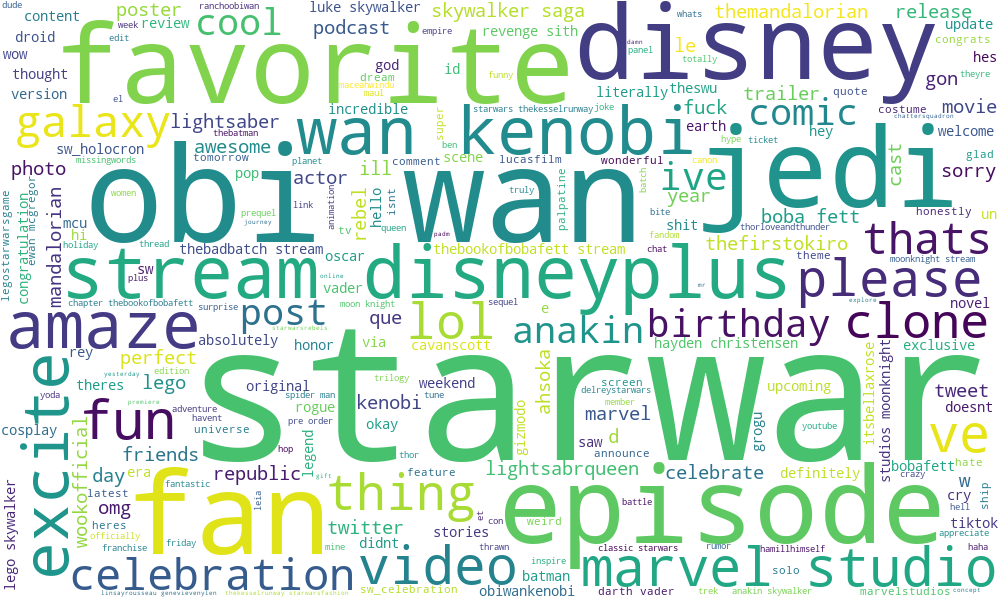 dude
ranchoobiwan
poster
luke skywalker
skywalker saga
themandalorian
release
whats
content
week
review
cool
podcast
revenge sith
disney
update
droid
edit
favorite
empire
damn
panel
le
congrats
wow
god
id
totally
hes
thought
dream
funny
literally
theswu
gon
theyre
version
el
macewindu
maul
trailer
quote
incredible
starwars thekesselrunway
joke
fuck
comic
costume
movie
galaxy
lightsaber
wan
kenobi
earth
chattersquadron
thebatman
super
hype
ticket
hey
welcome
sw_holocron
awesome
ben
jedi
missingwords
tomorrow
planet
comment
scene
lucasfilm
wonderful
canon
glad
photo
pop
actor
ill
obi
wan
ive
cast
sorry
women
link
animation
hello
isnt
truly
palpatine
batch
year
legostarwarsgame
ewan mcgregor
mandalorian
prequel
rebel
bite
shit
boba fett
honestly
un
mcu
journey
tv
queen
padm
fandom
thorloveandthunder
congratulation
hi
holiday
thread
thebadbatch stream
oscar
thebookofbobafett stream
chat
thefirstokiro
thats
sw
plus
vader
online
theme
moonknight stream
stream
disneyplus
please
chapter thebookofbobafett
surprise
moon knight
sequel
e
mr
novel
explore
amaze
starwarsrebels
post
que
lol
anakin
birthday
clone
absolutely
honor
via
cavanscott
hayden christensen
exclusive
rey
perfect
trilogy
starwar
excite
yesterday
edition
theres
lego
original
spider man
weekend
ahsoka
screen
delreystarwars
upcoming
itsbellaxrose
studios moonknight
tweet
yoda
premiere
adventure
havent
pre order
rogue
kenobi
tune
member
marvel
grogu
doesnt
cosplay
wookofficial
fun
universe
okay
gizmodo
announce
youtube
ve
friends
hop
legend
thor
saw
d
bobafett
hate
day
era
republic
feature
lightsabrqueen
celebrate
definitely
crazy
latest
fantastic
leia
gift
battle
w
ship
omg
fan
thing
episode
cry
hell
lego skywalker
heres
officially
twitter
stories
et
con
weird
tiktok
appreciate
franchise
friday
mine
didnt
thrawn
classic starwars
rumor
hamillhimself
haha
celebration
video
inspire
batman
marvel studio
solo
linsayrousseau genevievenylen
thenesselrunway starwarsfashion
sw_celebration
obiwankenobi
darth vader
trek
anakin skywalker
marvelstudios
concept